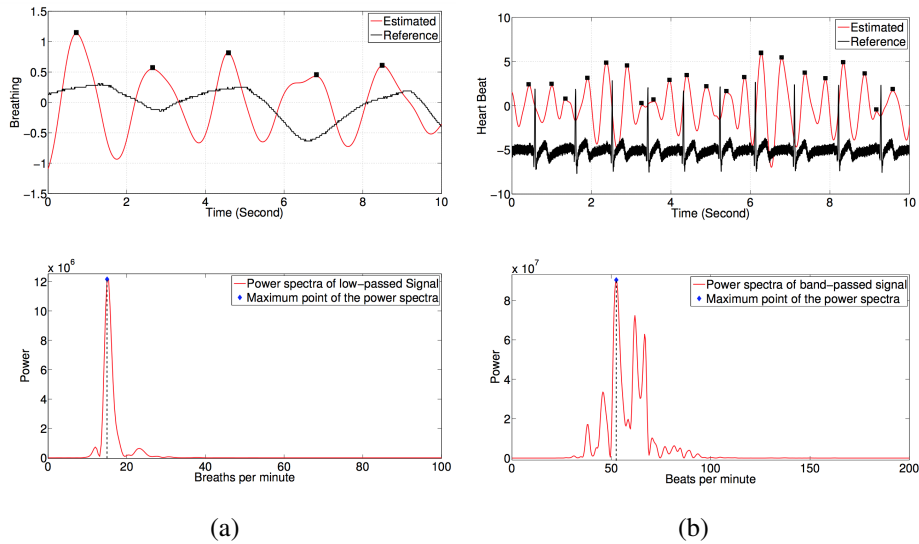 Estimated
Reference
Breathing
1.5
1
0.5
0
−0.5
−1
−1.5
0 2 4 6 8 10
Time (Second)
Estimated
Reference
Heart Beat
10
5
0
−5
−10
0 2 4 6 8 10
Time (Second)
x 10⁶
Power spectra of low-passed Signal
Maximum point of the power spectra
Power
12
10
8
6
4
2
0
0 20 40 60 80 100
Breaths per minute
x 10⁷
Power spectra of band-passed signal
Maximum point of the power spectra
Power
8
6
4
2
0
0 50 100 150 200
Beats per minute
(a)
(b)